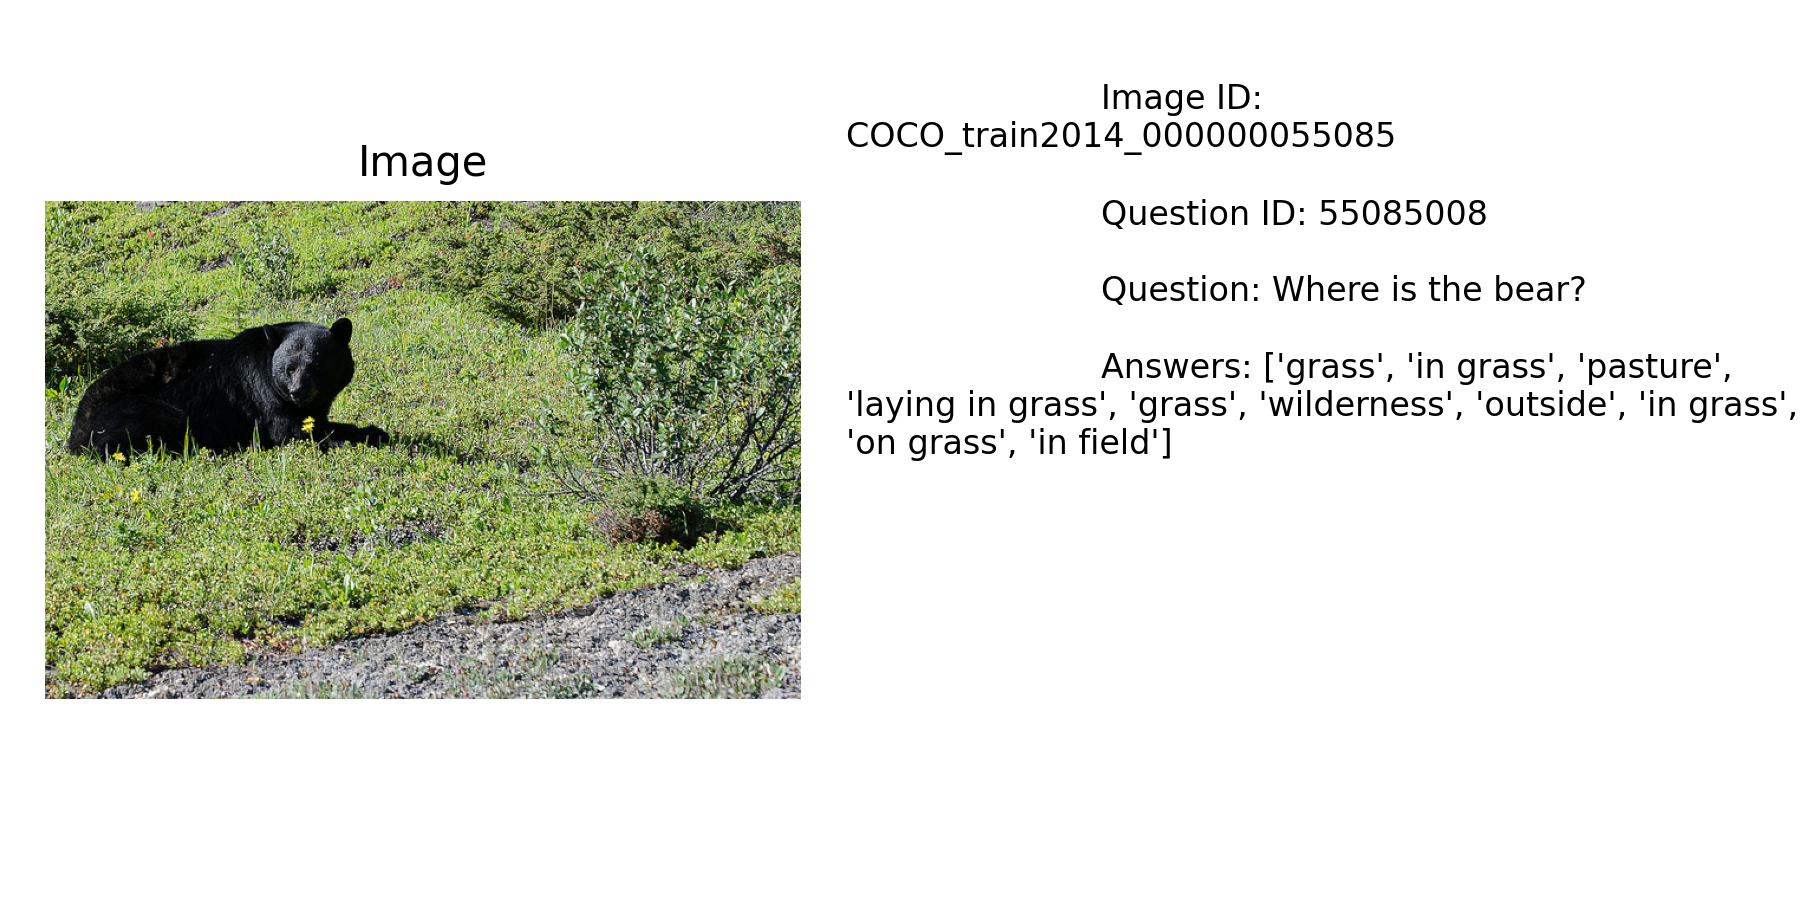 Image
Image ID:
COCO_train2014_000000055085
Question ID: 55085008
Question: Where is the bear?
Answers: ['grass', 'in grass', 'pasture',
'laying in grass', 'grass', 'wilderness', 'outside', 'in grass',
'on grass', 'in field']